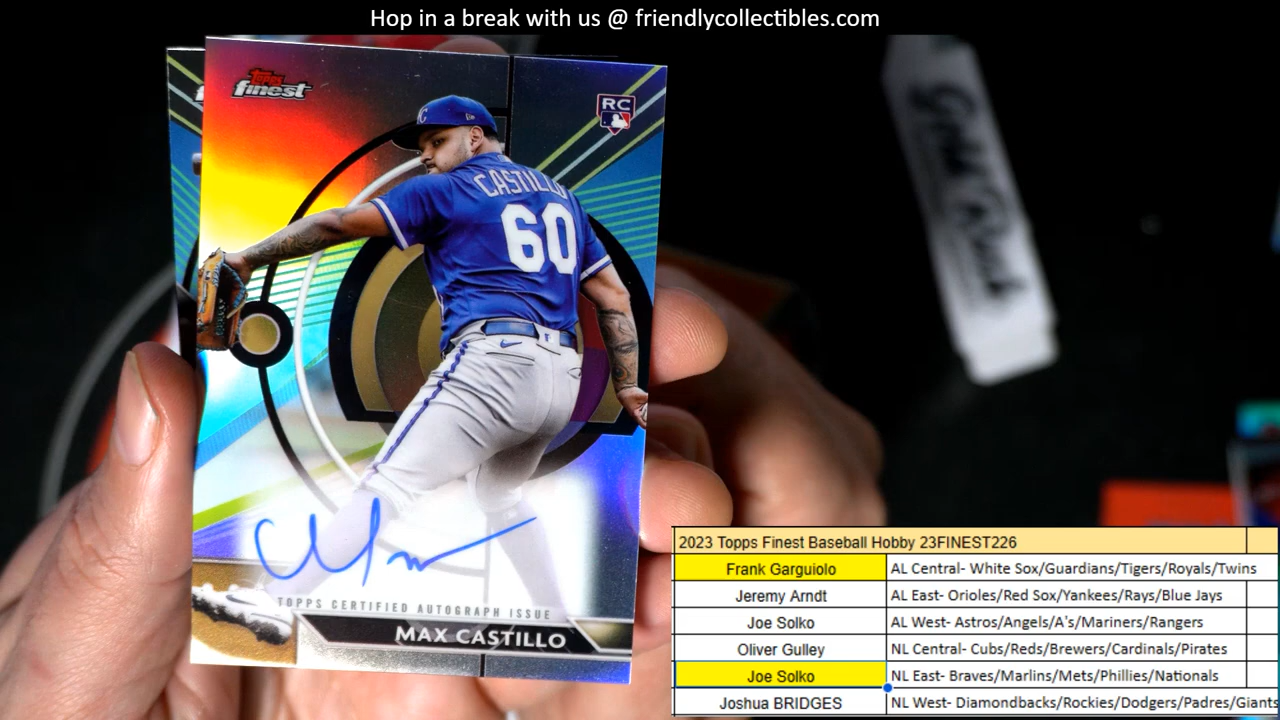 Hop in a break with us @ friendlycollectibles.com
Topps
finest
RC
KC
CASTILLO
60
TOPPS CERTIFIED AUTOGRAPH ISSUE
MAX CASTILLO
2023 Topps Finest Baseball Hobby 23FINEST226
Frank Garguiolo AL Central- White Sox/Guardians/Tigers/Royals/Twins
Jeremy Arndt AL East- Orioles/Red Sox/Yankees/Rays/Blue Jays
Joe Solko AL West- Astros/Angels/A's/Mariners/Rangers
Oliver Gulley NL Central- Cubs/Reds/Brewers/Cardinals/Pirates
Joe Solko NL East- Braves/Marlins/Mets/Phillies/Nationals
Joshua BRIDGES NL West- Diamondbacks/Rockies/Dodgers/Padres/Giants